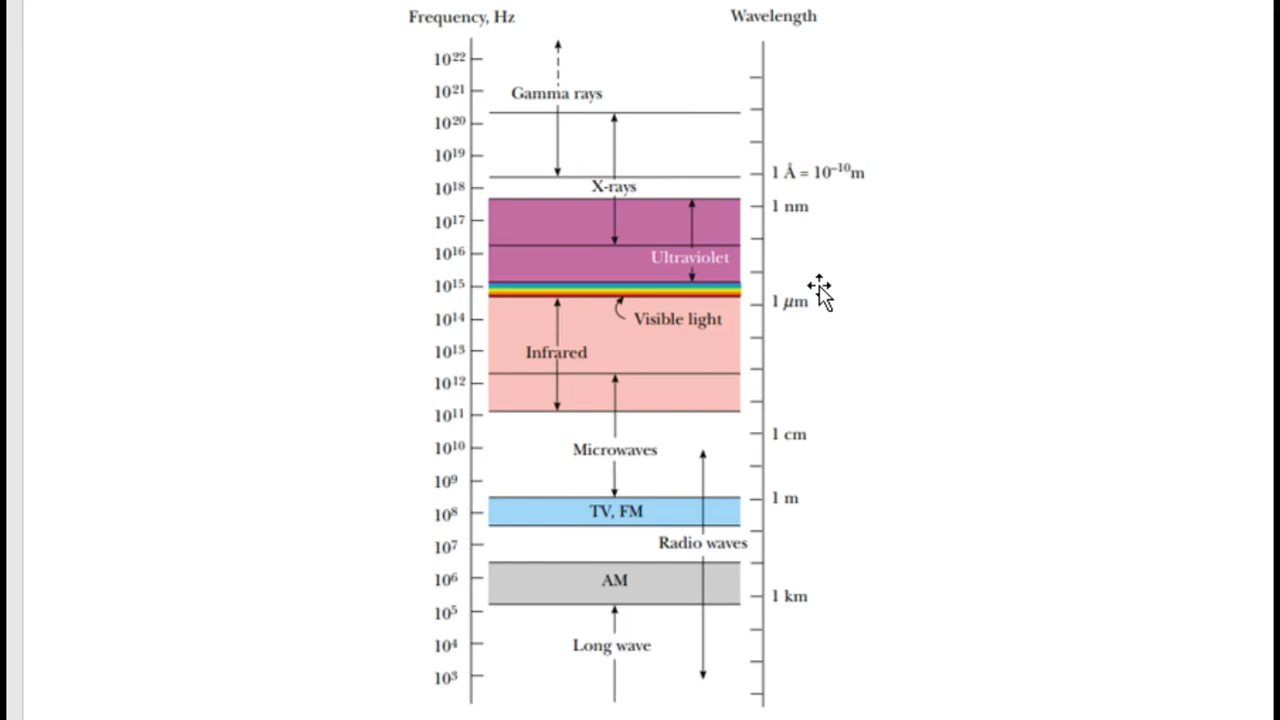 Frequency, Hz Wavelength
10²²
10²¹ Gamma rays
10²⁰
10¹⁹
1 Å = 10⁻¹⁰m
10¹⁸ X-rays
1 nm
10¹⁷
10¹⁶ Ultraviolet
10¹⁵
1 μm
10¹⁴ Visible light
10¹³ Infrared
10¹²
10¹¹
1 cm
10¹⁰ Microwaves
10⁹
1 m
10⁸ TV, FM
10⁷ Radio waves
10⁶ AM
1 km
10⁵
10⁴ Long wave
10³